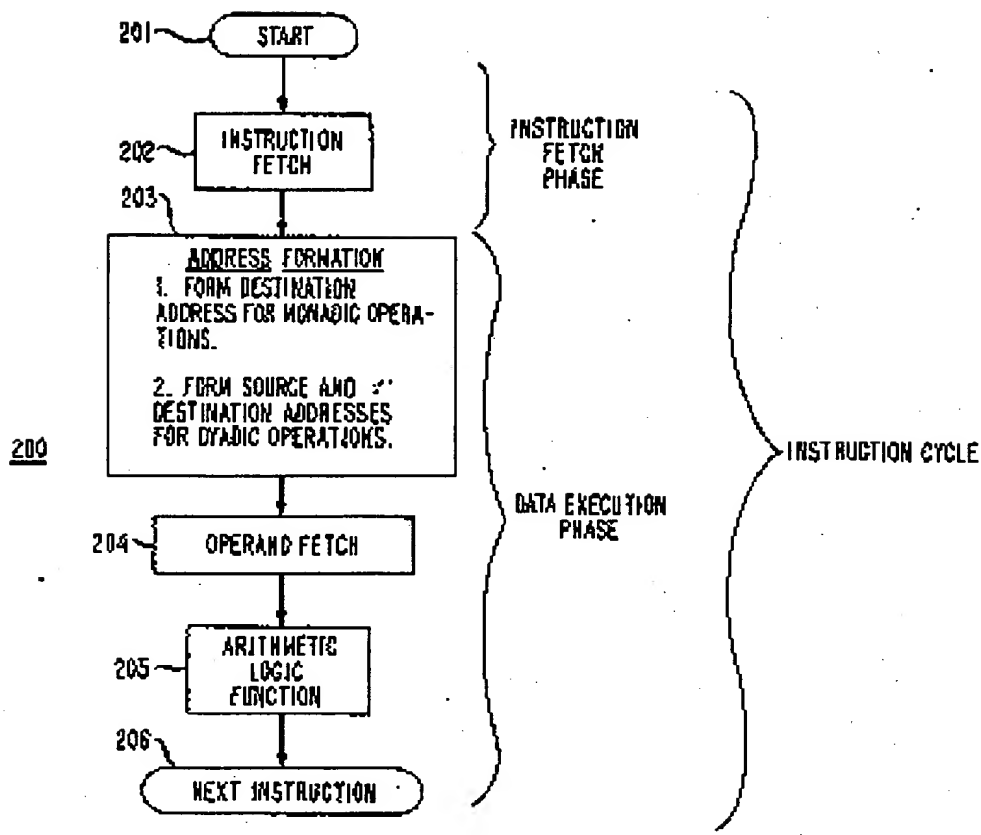 201
START
202
INSTRUCTION
FETCH
INSTRUCTION
FETCH
PHASE
203
ADDRESS FORMATION
1. FORM DESTINATION
ADDRESS FOR MONADIC OPERA-
TIONS.
2. FORM SOURCE AND
DESTINATION ADDRESSES
FOR DYADIC OPERATIONS.
200
INSTRUCTION CYCLE
DATA EXECUTION
PHASE
204
OPERAND FETCH
205
ARITHMETIC
LOGIC
FUNCTION
206
NEXT INSTRUCTION